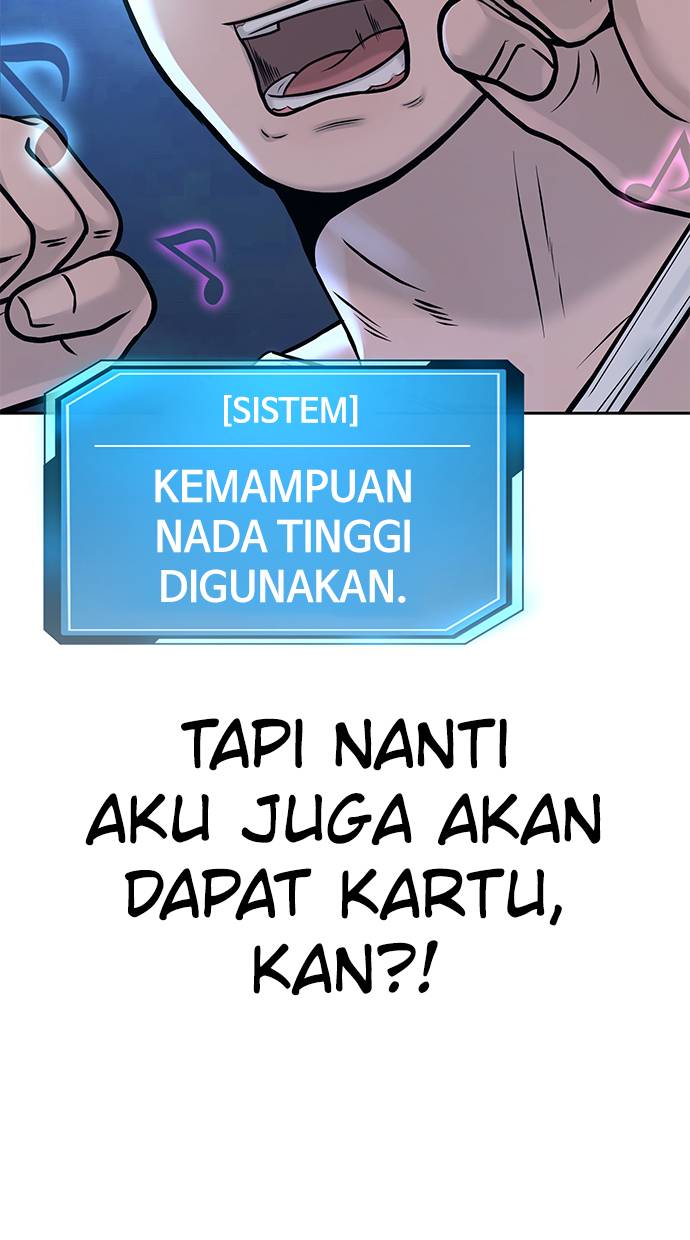 [SISTEM]
KEMAMPUAN
NADA TINGGI
DIGUNAKAN.
TAPI NANTI
AKU JUGA AKAN
DAPAT KARTU,
KAN?!